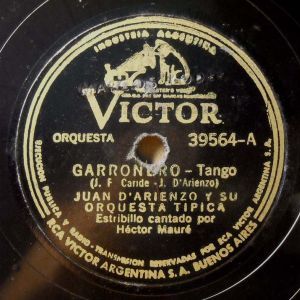 INDUSTRIA ARGENTINA
VICTOR
ORQUESTA
39564-A
GARRONERO - Tango
(J. F. Caride - J. D'Arienzo)
JUAN D'ARIENZO Y SU
ORQUESTA TIPICA
Estribillo cantado por
Héctor Mauré
EJECUCION PUBLICA Y RADIO-TRANSMISION RESERVADAS POR RCA VICTOR ARGENTINA S.A.
RCA VICTOR ARGENTINA S.A. BUENOS AIRES